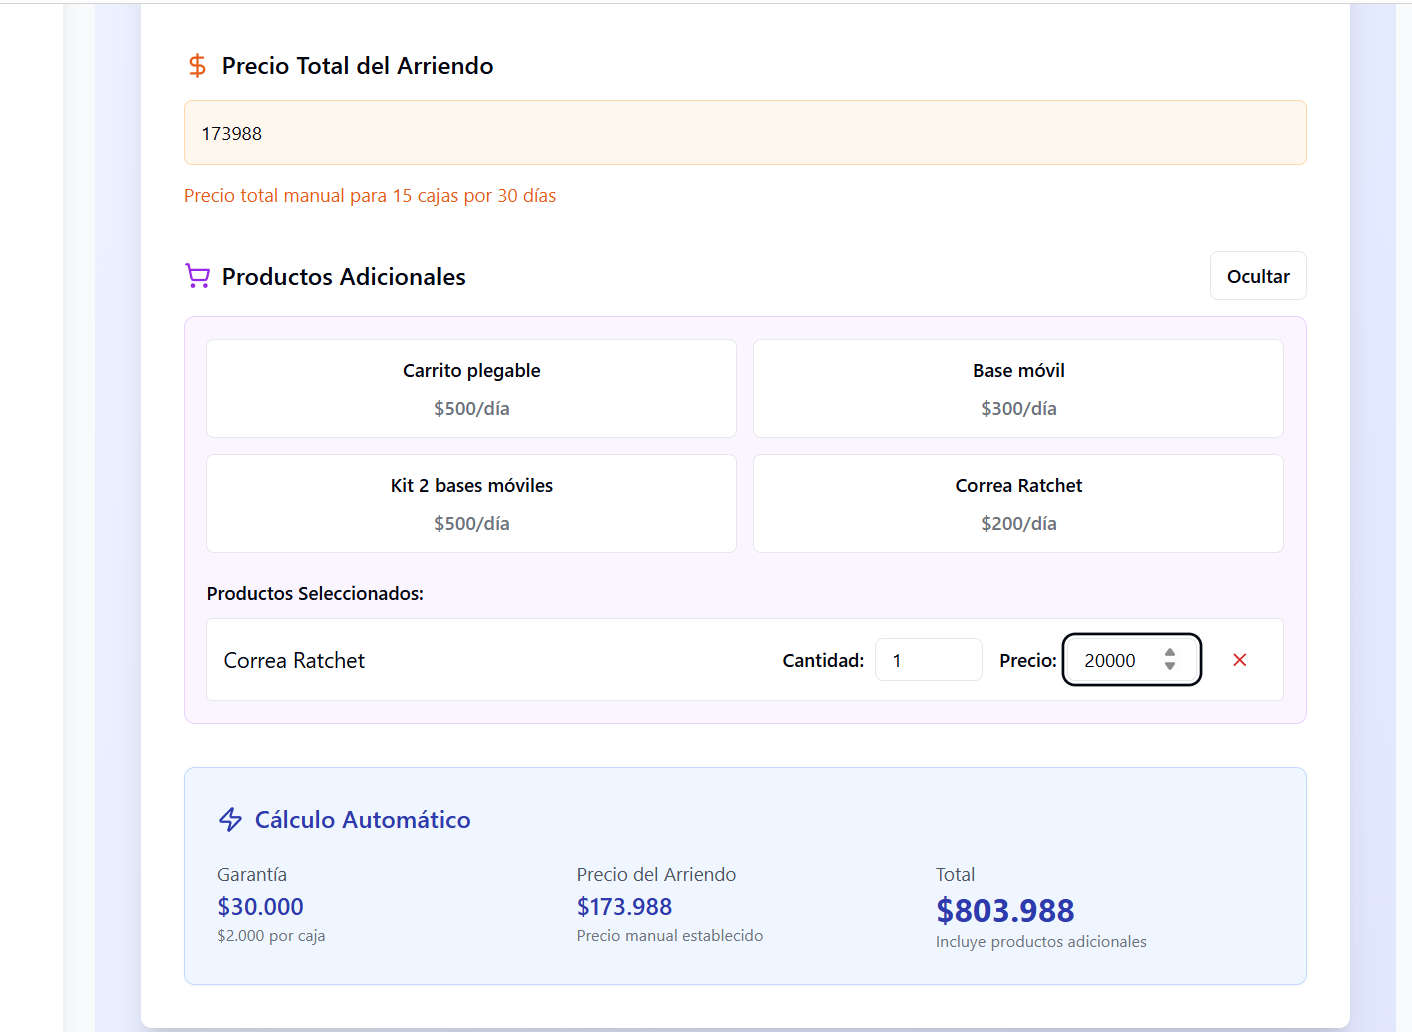 Precio Total del Arriendo
173988
Precio total manual para 15 cajas por 30 días
Productos Adicionales
Ocultar
Carrito plegable
$500/día
Base móvil
$300/día
Kit 2 bases móviles
$500/día
Correa Ratchet
$200/día
Productos Seleccionados:
Correa Ratchet Cantidad: 1 Precio: 20000
Cálculo Automático
Garantía
$30.000
$2.000 por caja
Precio del Arriendo
$173.988
Precio manual establecido
Total
$803.988
Incluye productos adicionales